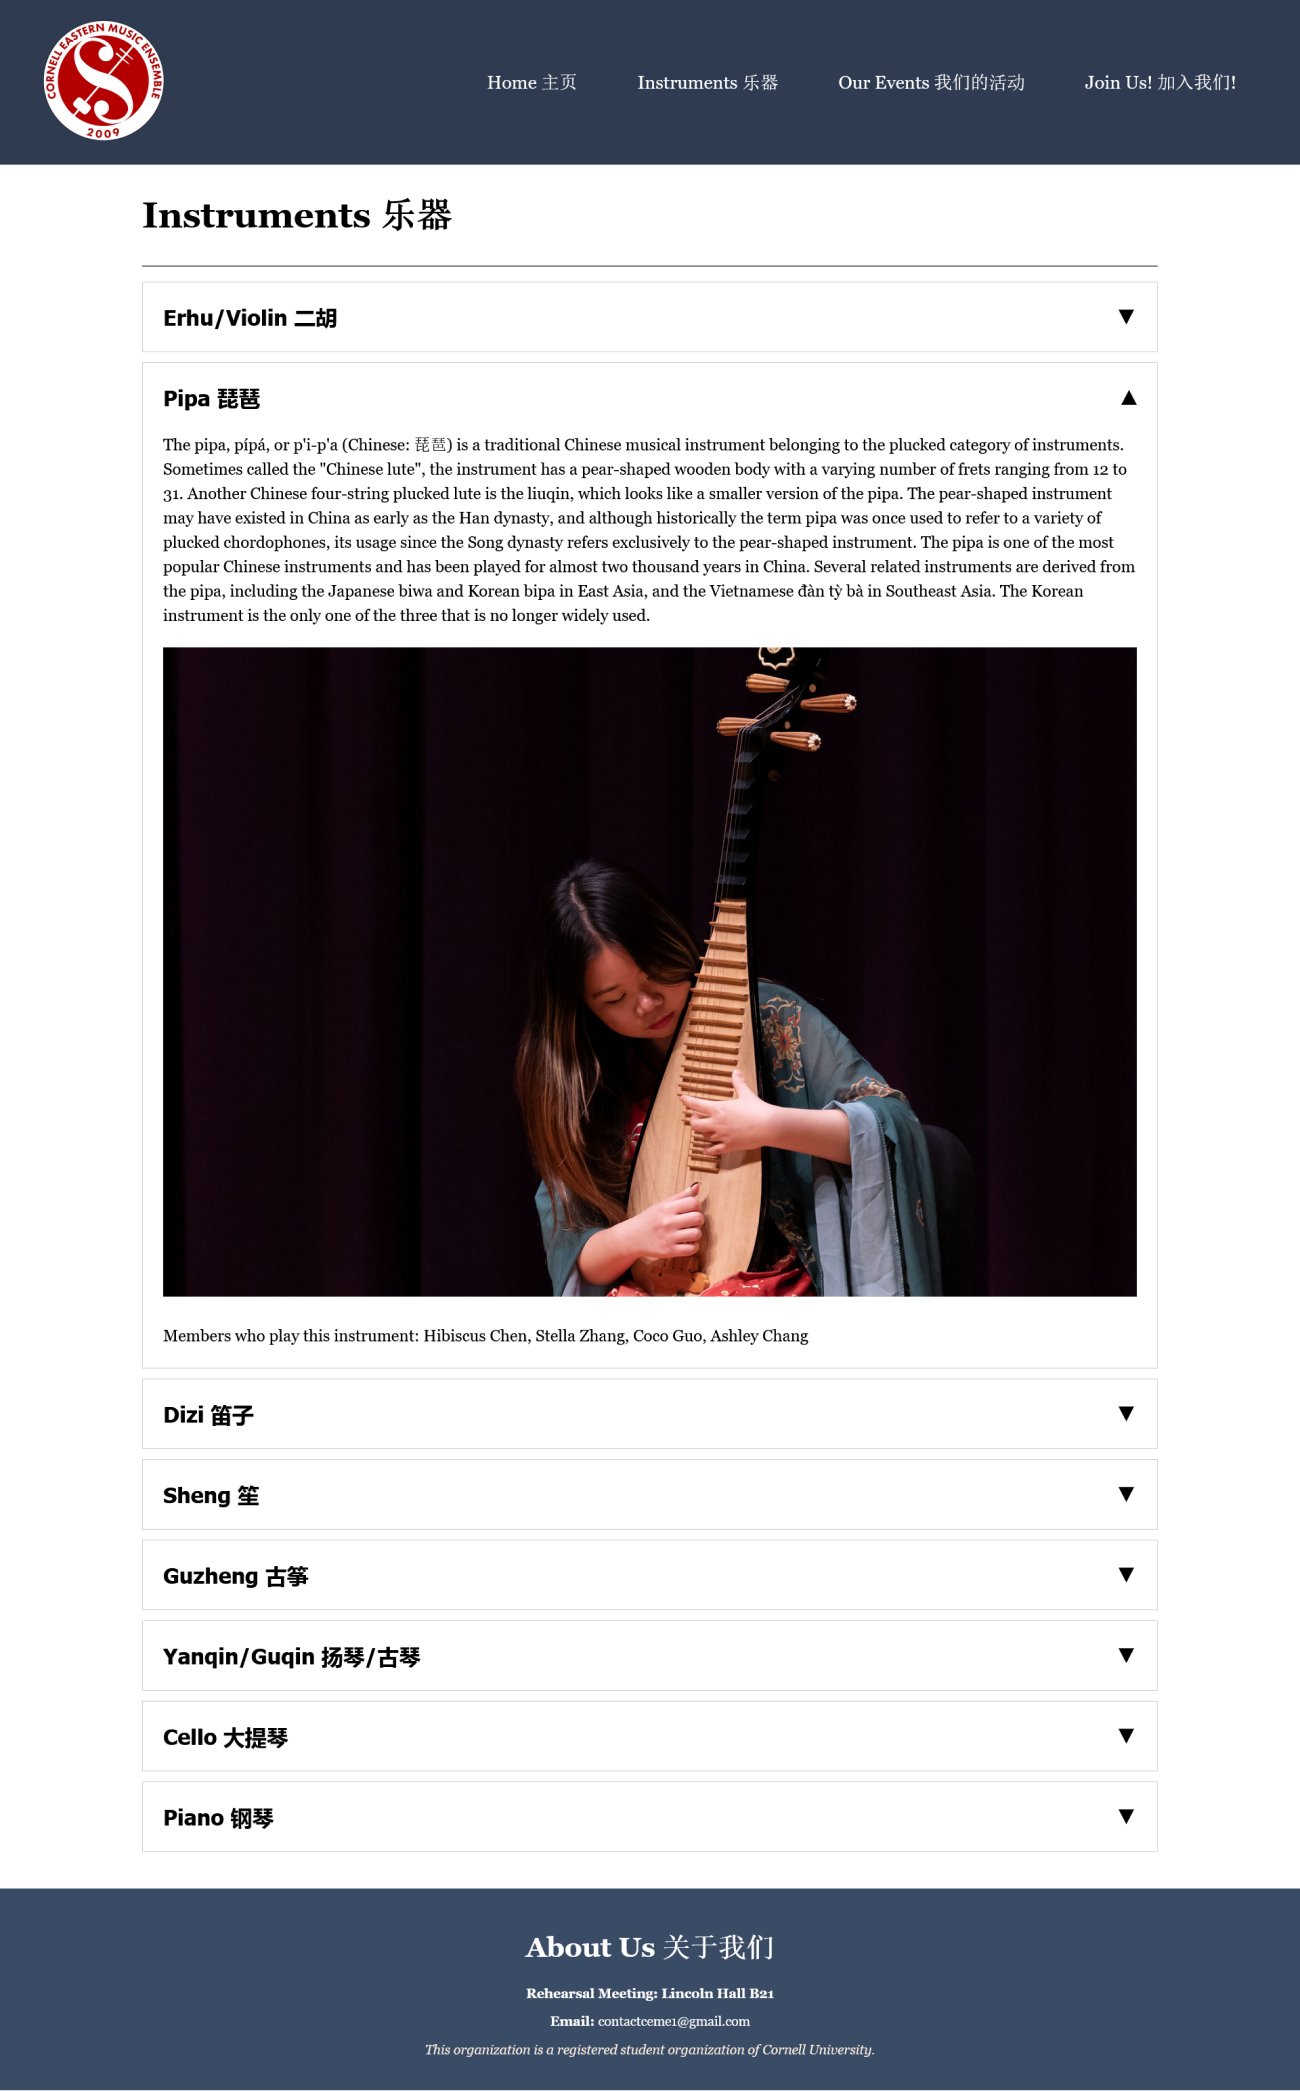 CORNELL EASTERN MUSIC ENSEMBLE
2009
Home 主页
Instruments 乐器
Our Events 我们的活动
Join Us! 加入我们!
Instruments 乐器
Erhu/Violin 二胡
▼
Pipa 琵琶
▲
The pipa, pípá, or p'i-p'a (Chinese: 琵琶) is a traditional Chinese musical instrument belonging to the plucked category of instruments.
Sometimes called the "Chinese lute", the instrument has a pear-shaped wooden body with a varying number of frets ranging from 12 to
31. Another Chinese four-string plucked lute is the liuqin, which looks like a smaller version of the pipa. The pear-shaped instrument
may have existed in China as early as the Han dynasty, and although historically the term pipa was once used to refer to a variety of
plucked chordophones, its usage since the Song dynasty refers exclusively to the pear-shaped instrument. The pipa is one of the most
popular Chinese instruments and has been played for almost two thousand years in China. Several related instruments are derived from
the pipa, including the Japanese biwa and Korean bipa in East Asia, and the Vietnamese đàn tỳ bà in Southeast Asia. The Korean
instrument is the only one of the three that is no longer widely used.
Members who play this instrument: Hibiscus Chen, Stella Zhang, Coco Guo, Ashley Chang
Dizi 笛子
▼
Sheng 笙
▼
Guzheng 古筝
▼
Yanqin/Guqin 扬琴/古琴
▼
Cello 大提琴
▼
Piano 钢琴
▼
About Us 关于我们
Rehearsal Meeting: Lincoln Hall B21
Email: contactceme1@gmail.com
This organization is a registered student organization of Cornell University.